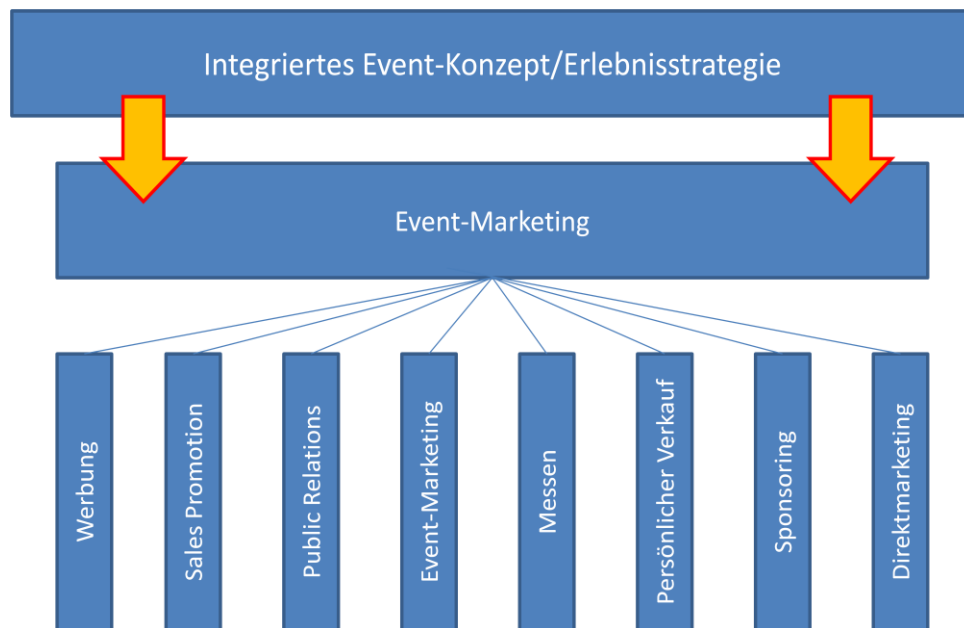 Integriertes Event-Konzept/Erlebnisstrategie
Event-Marketing
Werbung
Sales Promotion
Public Relations
Event-Marketing
Messen
Persönlicher Verkauf
Sponsoring
Direktmarketing